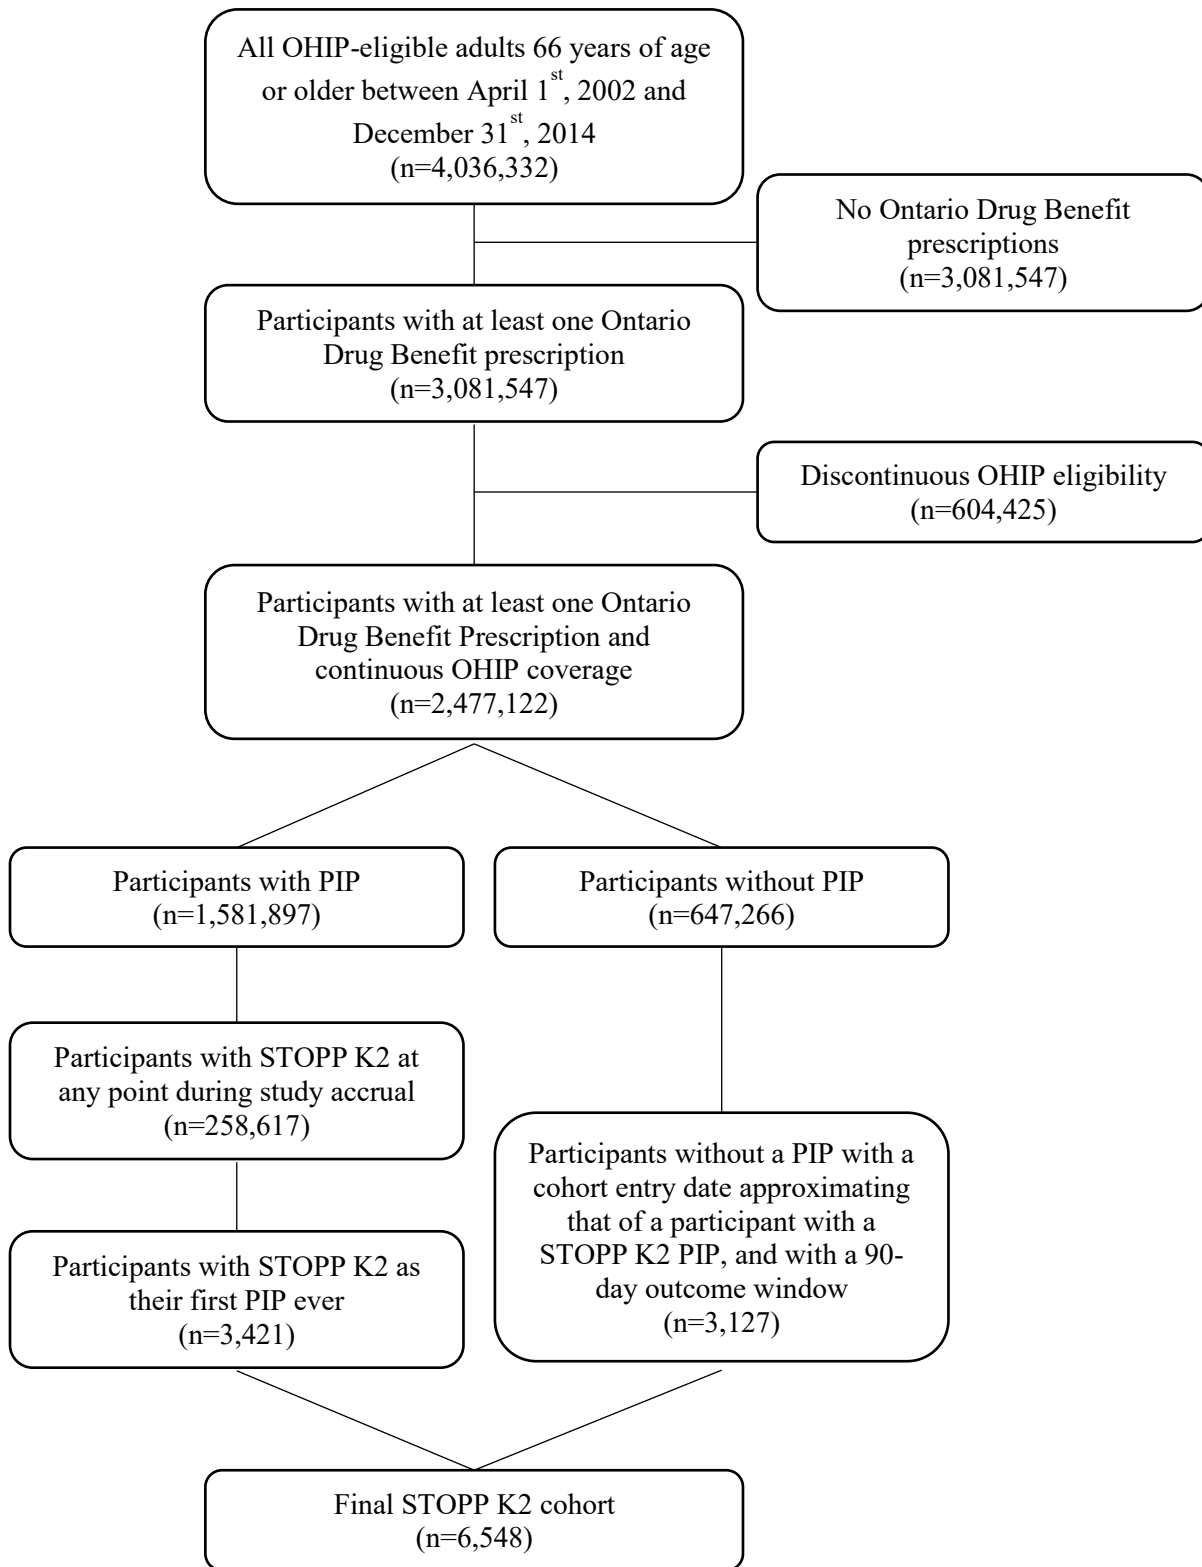 All OHIP-eligible adults 66 years of age
or older between April 1st, 2002 and
December 31st, 2014
(n=4,036,332)
No Ontario Drug Benefit
prescriptions
(n=3,081,547)
Participants with at least one Ontario
Drug Benefit prescription
(n=3,081,547)
Discontinuous OHIP eligibility
(n=604,425)
Participants with at least one Ontario
Drug Benefit Prescription and
continuous OHIP coverage
(n=2,477,122)
Participants with PIP
(n=1,581,897)
Participants without PIP
(n=647,266)
Participants with STOPP K2 at
any point during study accrual
(n=258,617)
Participants with STOPP K2 as
their first PIP ever
(n=3,421)
Participants without a PIP with a
cohort entry date approximating
that of a participant with a
STOPP K2 PIP, and with a 90-
day outcome window
(n=3,127)
Final STOPP K2 cohort
(n=6,548)